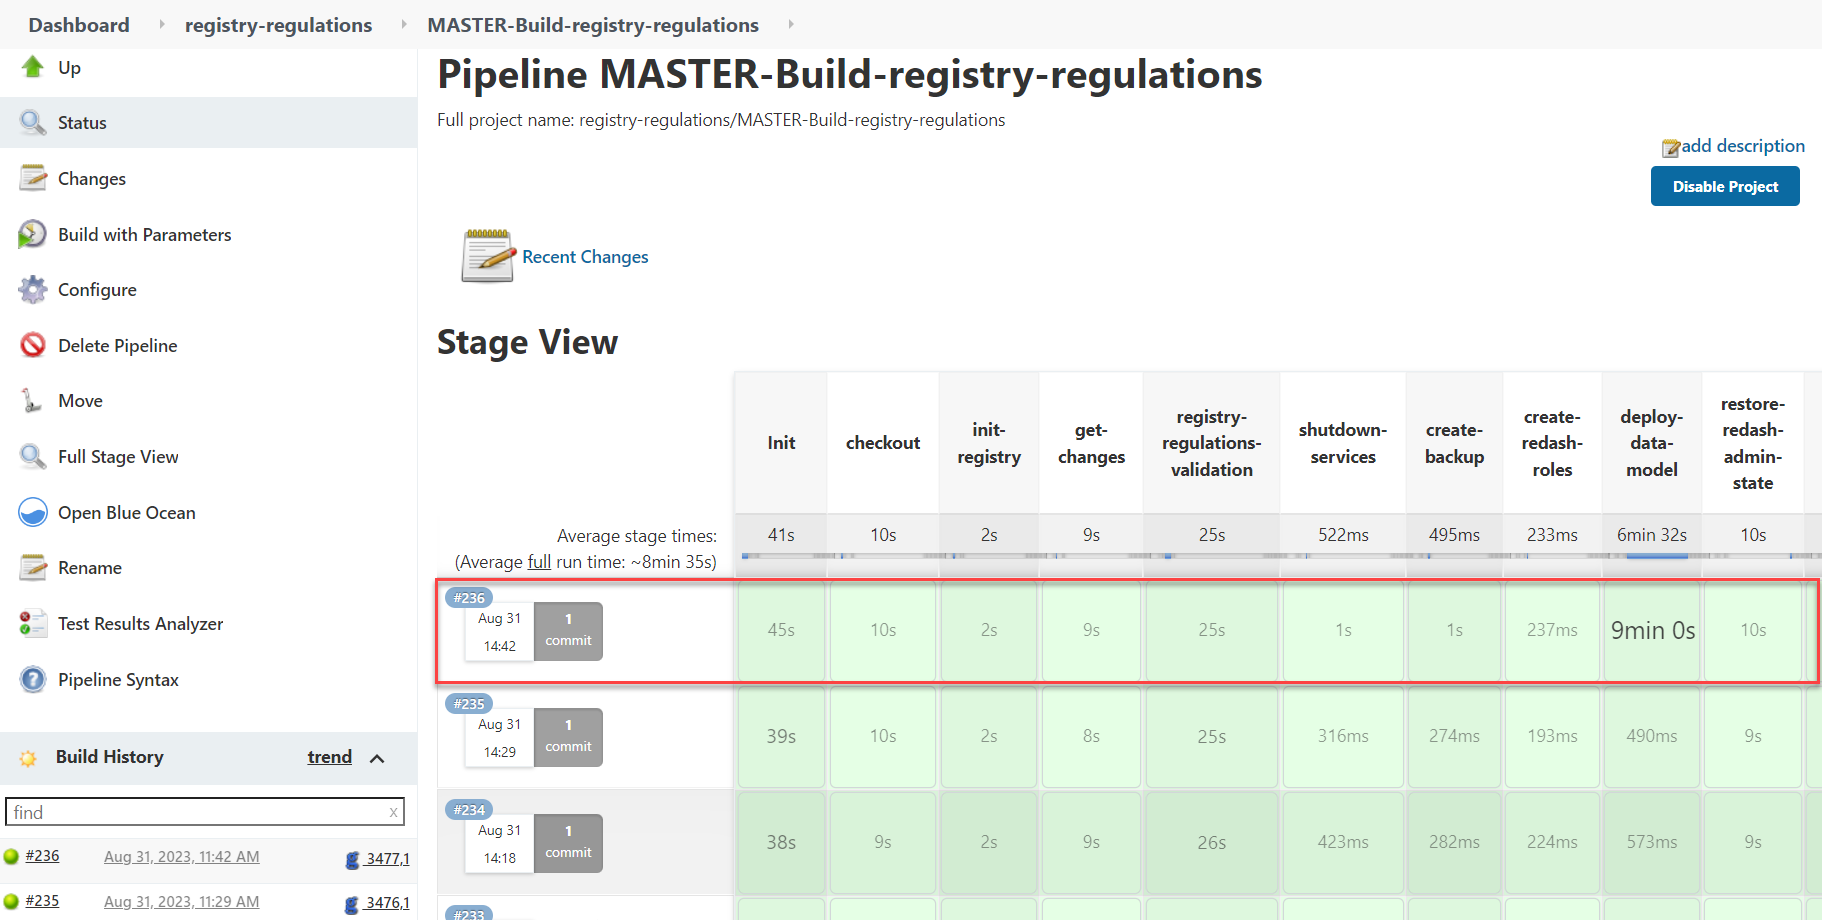 Dashboard registry-regulations MASTER-Build-registry-regulations
Up
Status
Changes
Build with Parameters
Configure
Delete Pipeline
Move
Full Stage View
Open Blue Ocean
Rename
Test Results Analyzer
Pipeline Syntax
Build History trend
find x
#236 Aug 31, 2023, 11:42 AM 3477,1
#235 Aug 31, 2023, 11:29 AM 3476,1
Pipeline MASTER-Build-registry-regulations
Full project name: registry-regulations/MASTER-Build-registry-regulations
add description
Disable Project
Recent Changes
Stage View
Init
checkout
init-
registry
get-
changes
registry-
regulations-
validation
shutdown-
services
create-
backup
create-
redash-
roles
deploy-
data-
model
restore-
redash-
admin-
state
Average stage times: 41s 10s 2s 9s 25s 522ms 495ms 233ms 6min 32s 10s
(Average full run time: ~8min 35s)
#236
Aug 31
14:42
1
commit
45s 10s 2s 9s 25s 1s 1s 237ms 9min 0s 10s
#235
Aug 31
14:29
1
commit
39s 10s 2s 8s 25s 316ms 274ms 193ms 490ms 9s
#234
Aug 31
14:18
1
commit
38s 9s 2s 9s 26s 423ms 282ms 224ms 573ms 9s
#233